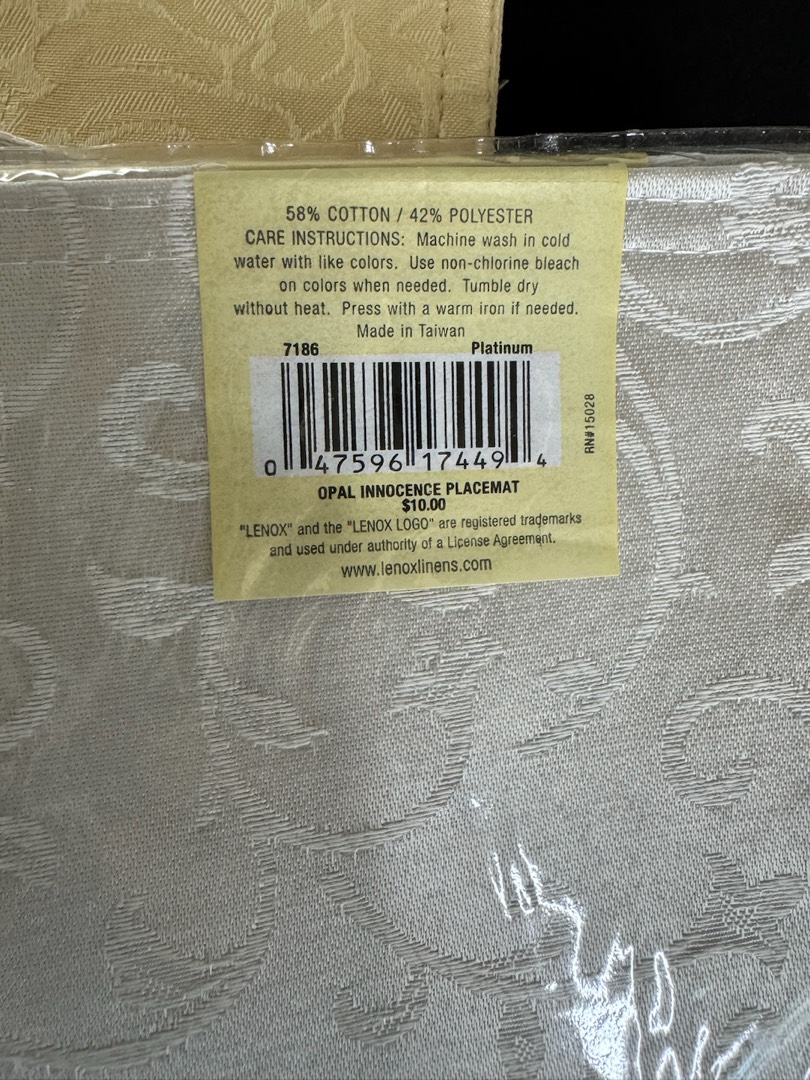 58% COTTON / 42% POLYESTER
CARE INSTRUCTIONS: Machine wash in cold
water with like colors. Use non-chlorine bleach
on colors when needed. Tumble dry
without heat. Press with a warm iron if needed.
Made in Taiwan
7186 Platinum
0 47596 17449 4
RN#15028
OPAL INNOCENCE PLACEMAT
$10.00
"LENOX" and the "LENOX LOGO" are registered trademarks
and used under authority of a License Agreement.
www.lenoxlinens.com